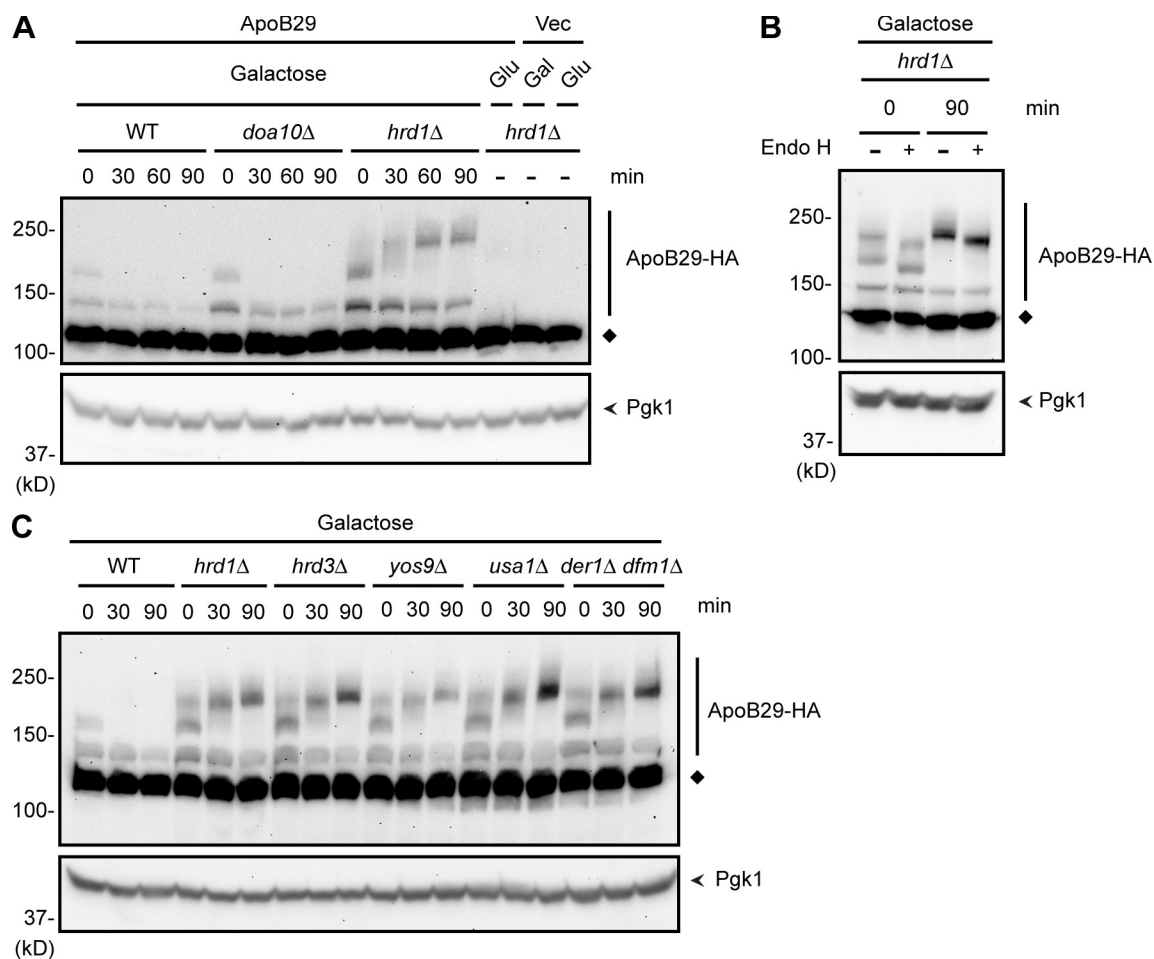 A
ApoB29 Vec
Galactose Glu Gal Glu
WT doa10Δ hrd1Δ hrd1Δ
0 30 60 90 0 30 60 90 0 30 60 90 - - - min
250-
150-
100-
ApoB29-HA
Pgk1
37-
(kD)
B
Galactose
hrd1Δ
0 90 min
Endo H - + - +
250-
150-
100-
ApoB29-HA
Pgk1
37-
(kD)
C
Galactose
WT hrd1Δ hrd3Δ yos9Δ usa1Δ der1Δ dfm1Δ
0 30 90 0 30 90 0 30 90 0 30 90 0 30 90 0 30 90 min
250-
150-
100-
ApoB29-HA
Pgk1
37-
(kD)